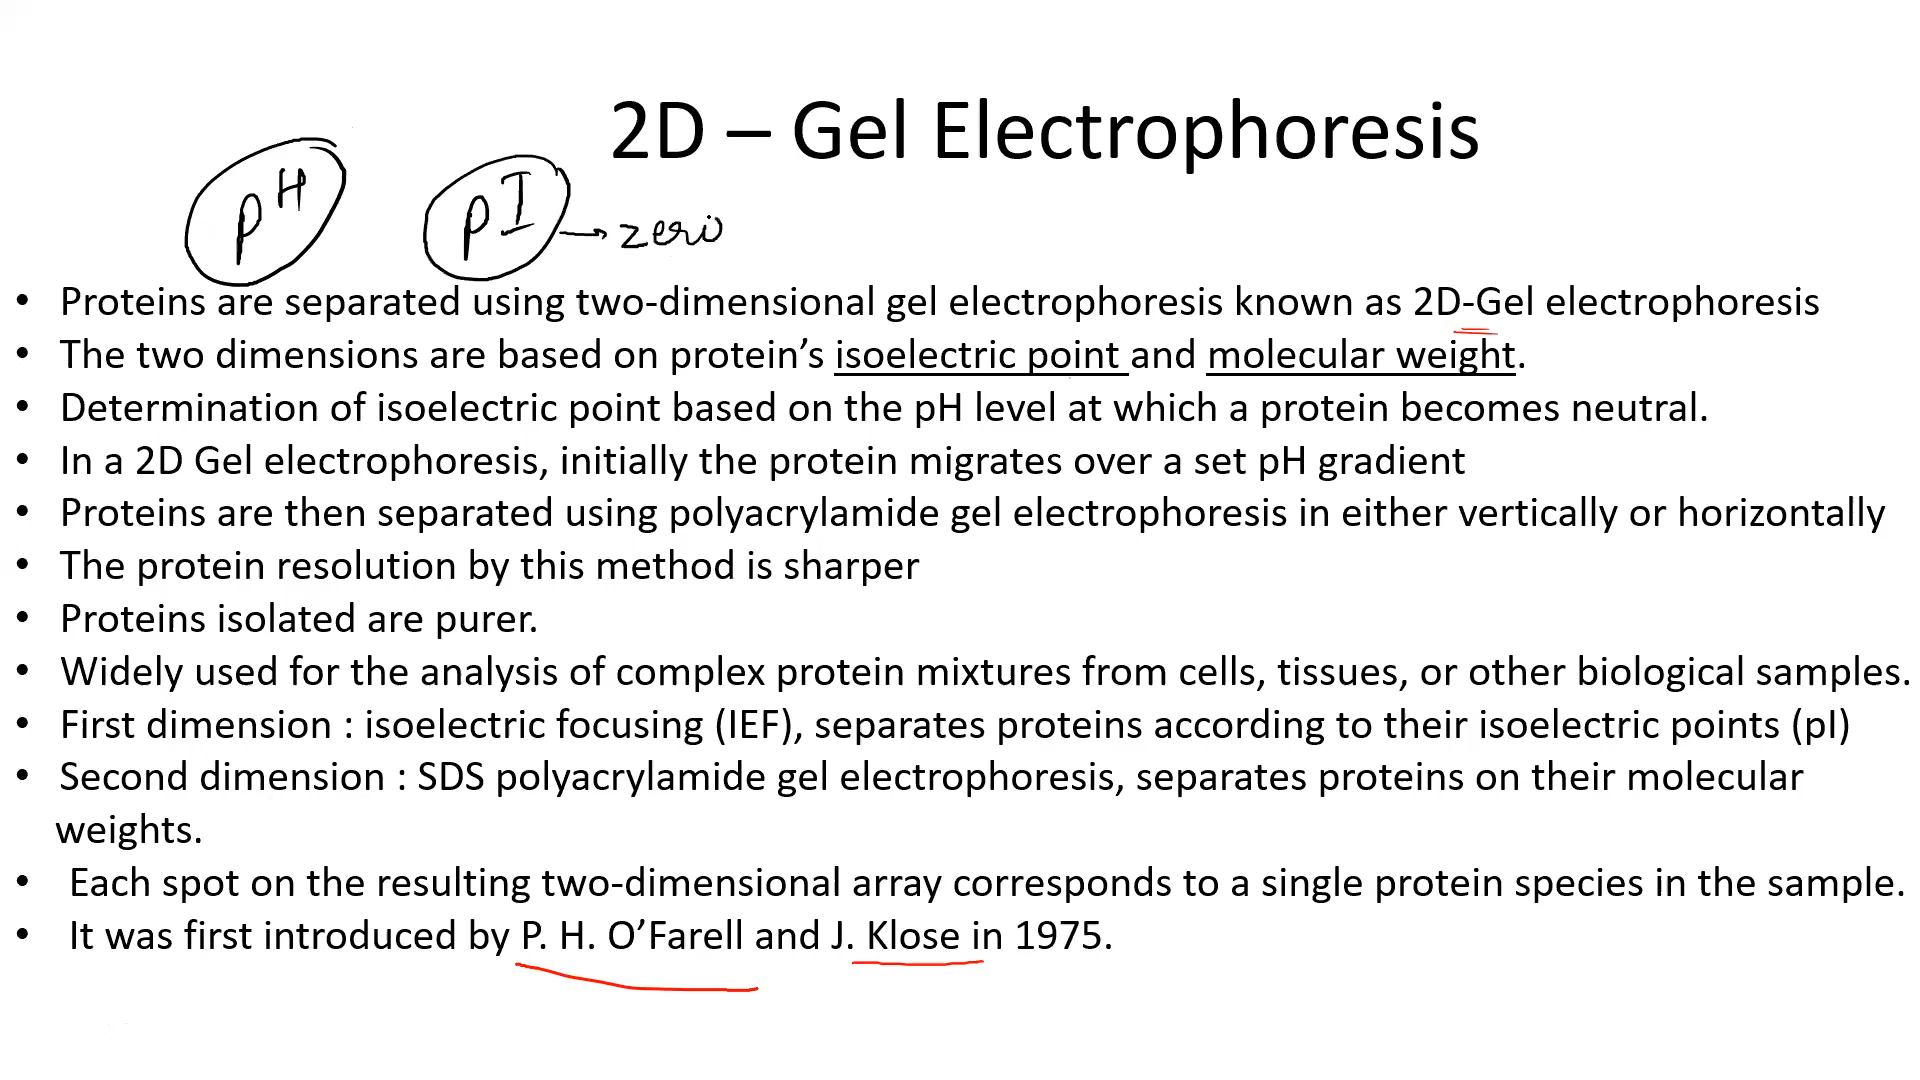 2D – Gel Electrophoresis
pH pI → zero
• Proteins are separated using two-dimensional gel electrophoresis known as 2D-Gel electrophoresis
• The two dimensions are based on protein’s isoelectric point and molecular weight.
• Determination of isoelectric point based on the pH level at which a protein becomes neutral.
• In a 2D Gel electrophoresis, initially the protein migrates over a set pH gradient
• Proteins are then separated using polyacrylamide gel electrophoresis in either vertically or horizontally
• The protein resolution by this method is sharper
• Proteins isolated are purer.
• Widely used for the analysis of complex protein mixtures from cells, tissues, or other biological samples.
• First dimension : isoelectric focusing (IEF), separates proteins according to their isoelectric points (pI)
• Second dimension : SDS polyacrylamide gel electrophoresis, separates proteins on their molecular
weights.
• Each spot on the resulting two-dimensional array corresponds to a single protein species in the sample.
• It was first introduced by P. H. O’Farell and J. Klose in 1975.